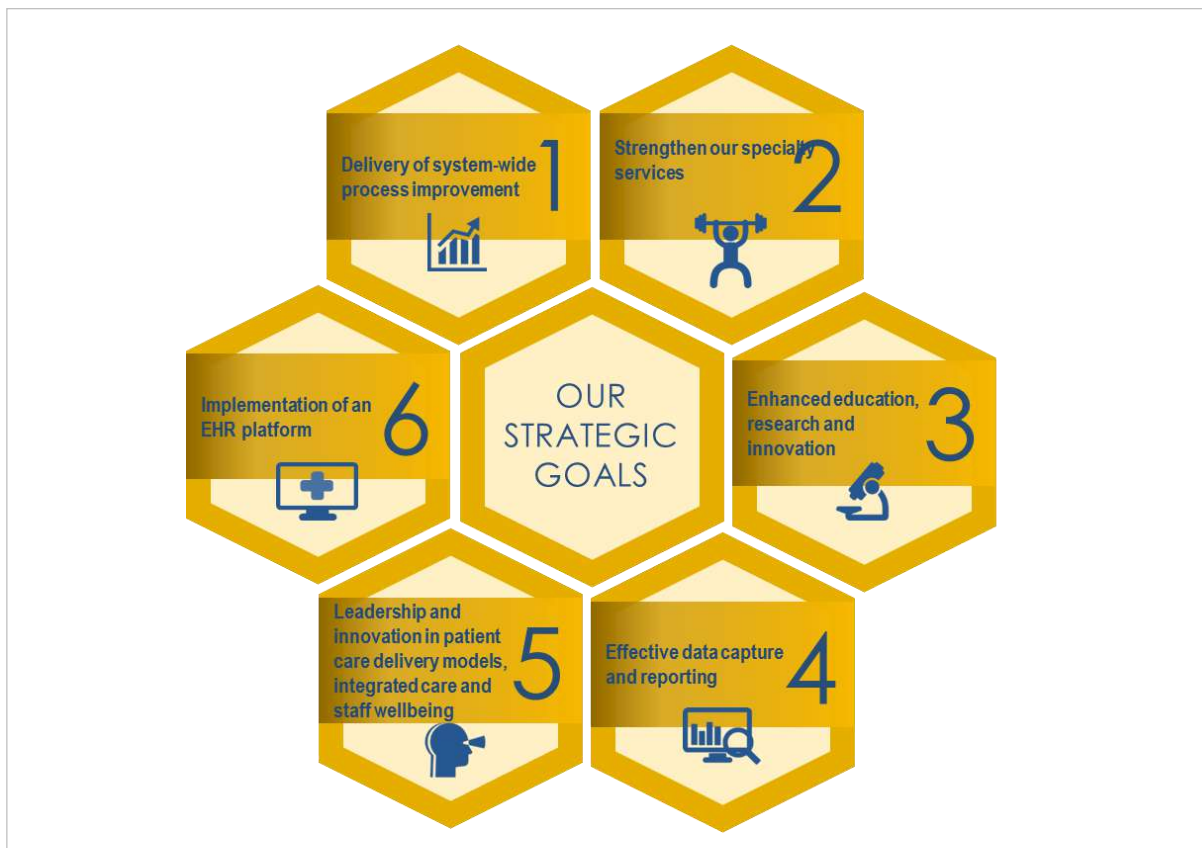 Delivery of system-wide
process improvement
1
Strengthen our specialty
services
2
Implementation of an
EHR platform
6
OUR
STRATEGIC
GOALS
Enhanced education,
research and
innovation
3
Leadership and
innovation in patient
care delivery models,
integrated care and
staff wellbeing
5
Effective data capture
and reporting
4